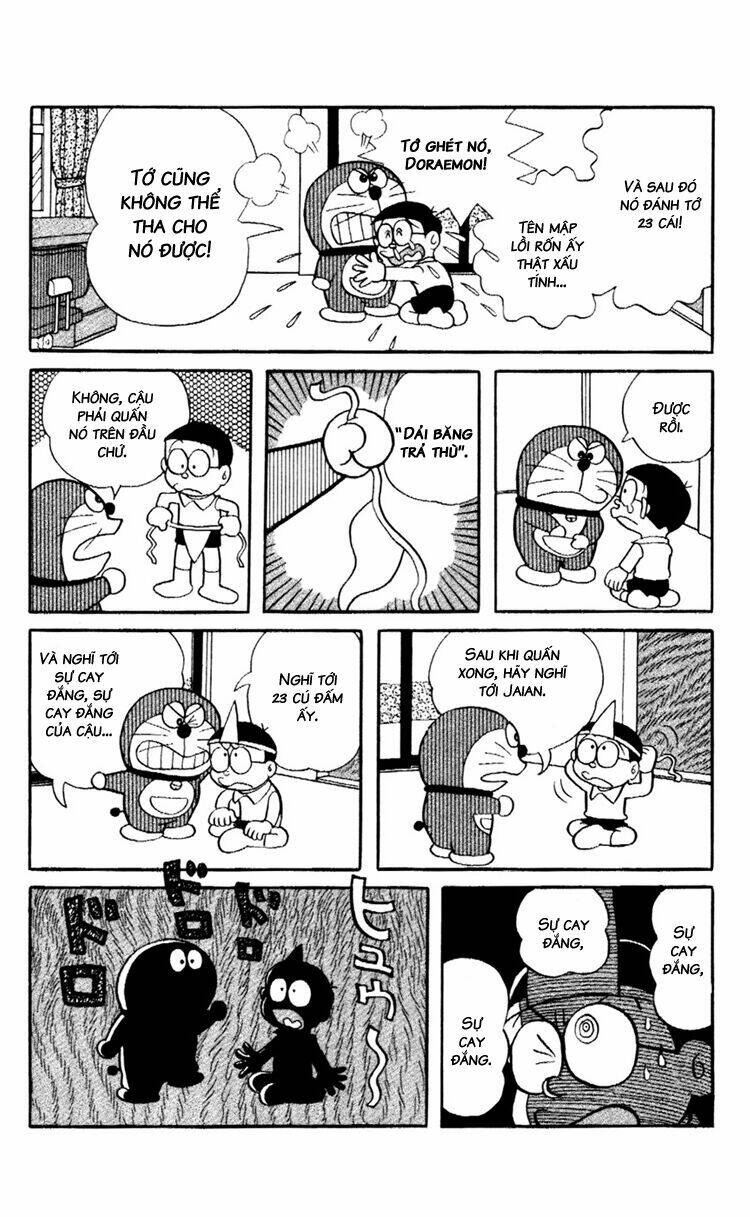 VÀ SAU ĐÓ
NÓ ĐÁNH TỚ
23 CÁI!
TÊN MẬP
LỒI RỐN ẤY
THẬT XẤU
TÍNH...
TỚ GHÉT NÓ,
DORAEMON!
TỚ CŨNG
KHÔNG THỂ
THA CHO
NÓ ĐƯỢC!
ĐƯỢC
RỒI.
"DẢI BĂNG
TRẢ THÙ".
KHÔNG, CẬU
PHẢI QUẤN
NÓ TRÊN ĐẦU
CHỨ.
SAU KHI QUẤN
XONG, HÃY NGHĨ
TỚI JAIAN.
NGHĨ TỚI
23 CÚ ĐẤM
ẤY.
VÀ NGHĨ TỚI
SỰ CAY
ĐẮNG, SỰ
CAY ĐẮNG
CỦA CẬU...
SỰ CAY
ĐẮNG,
SỰ CAY
ĐẮNG,
SỰ
CAY
ĐẮNG.
ドロ
ドロ
ドロ